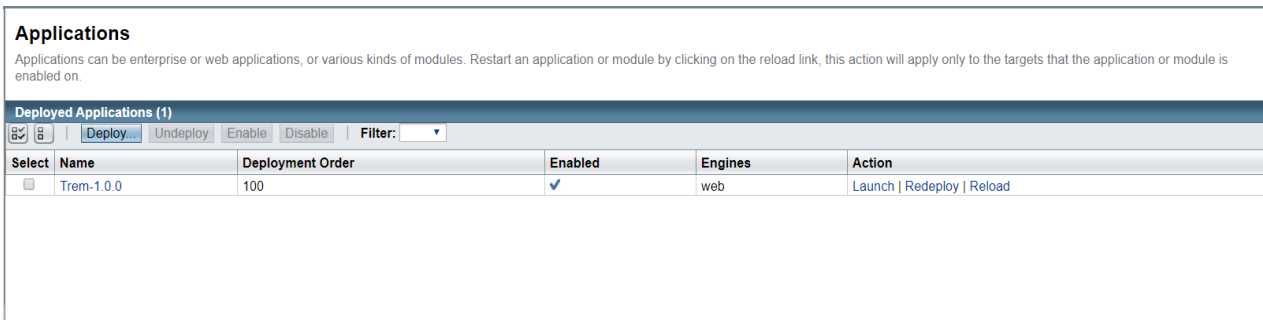 Applications
Applications can be enterprise or web applications, or various kinds of modules. Restart an application or module by clicking on the reload link, this action will apply only to the targets that the application or module is
enabled on.
Deployed Applications (1)
Deploy... Undeploy Enable Disable Filter:
Select Name Deployment Order Enabled Engines Action
Trem-1.0.0 100 web Launch | Redeploy | Reload